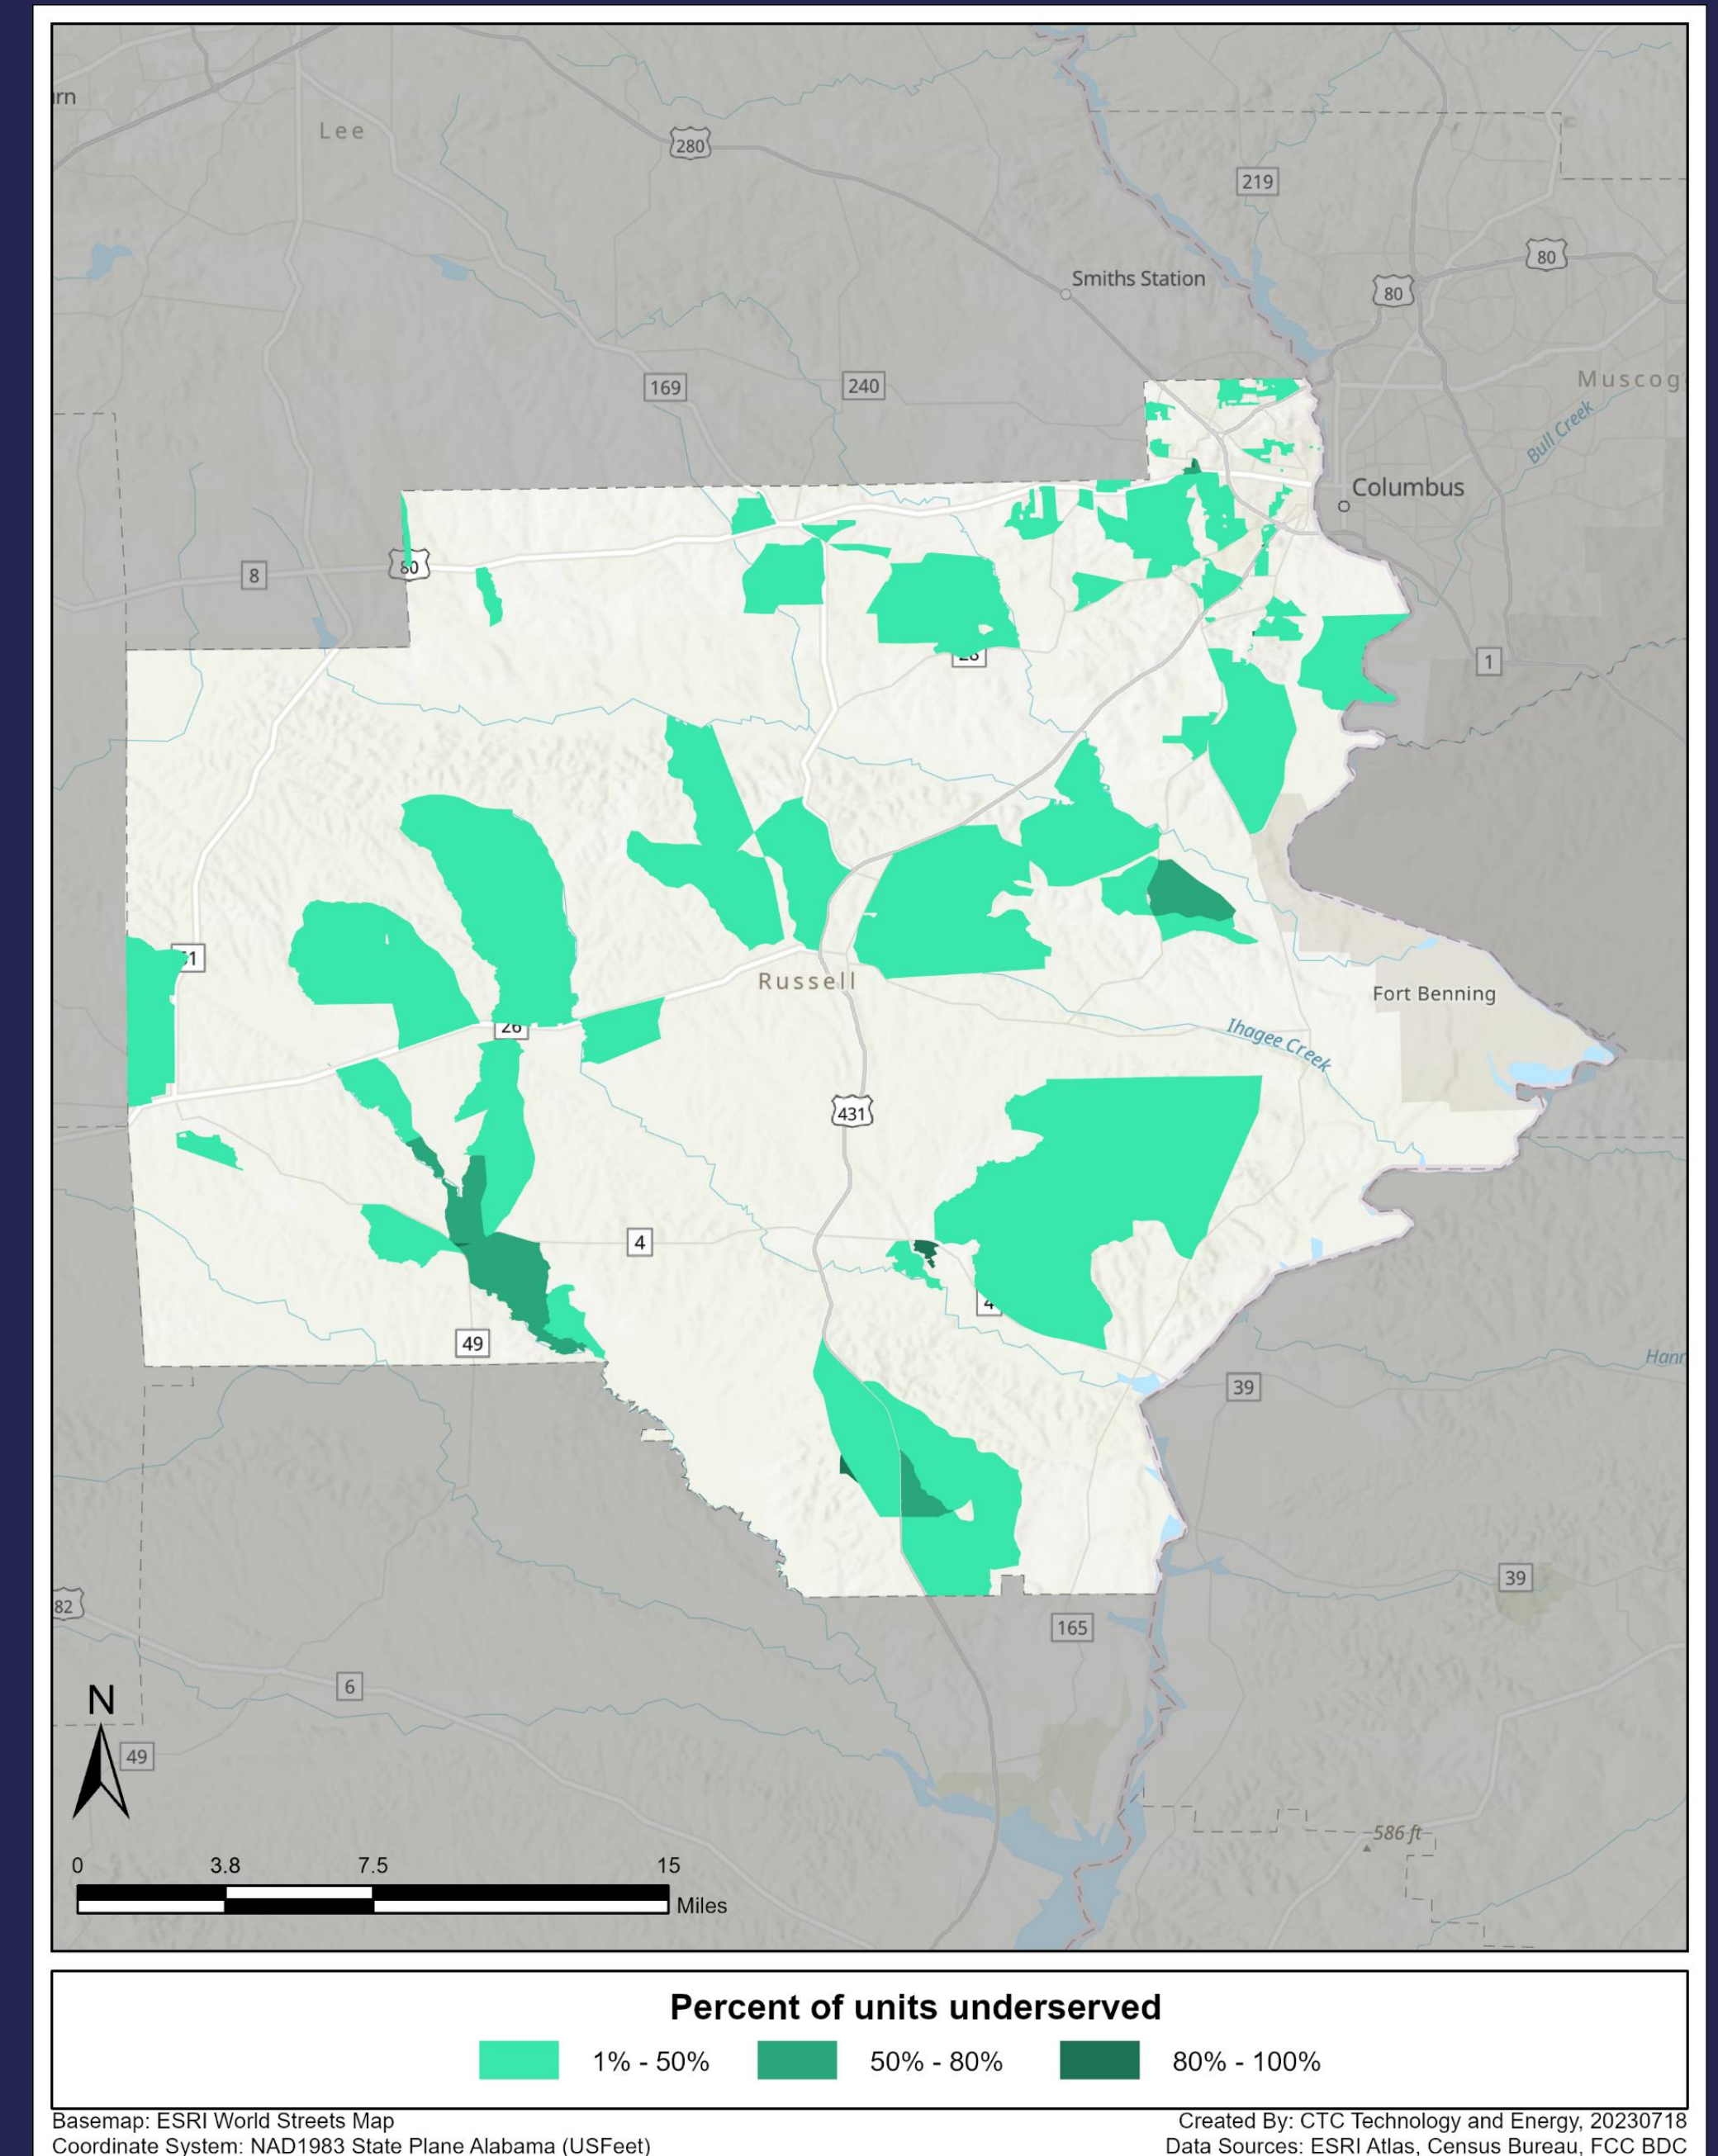 rn
Lee
280
219
80
80
Smiths Station
169
240
Muscog
Bull Creek
Columbus
8
80
1
Russell
26
Fort Benning
Ihagee Creek
431
4
4
49
39
Hann
39
165
82
6
N
49
586 ft
0 3.8 7.5 15
Miles
Percent of units underserved
1% - 50% 50% - 80% 80% - 100%
Basemap: ESRI World Streets Map
Created By: CTC Technology and Energy, 20230718
Coordinate System: NAD1983 State Plane Alabama (USFeet)
Data Sources: ESRI Atlas, Census Bureau, FCC BDC